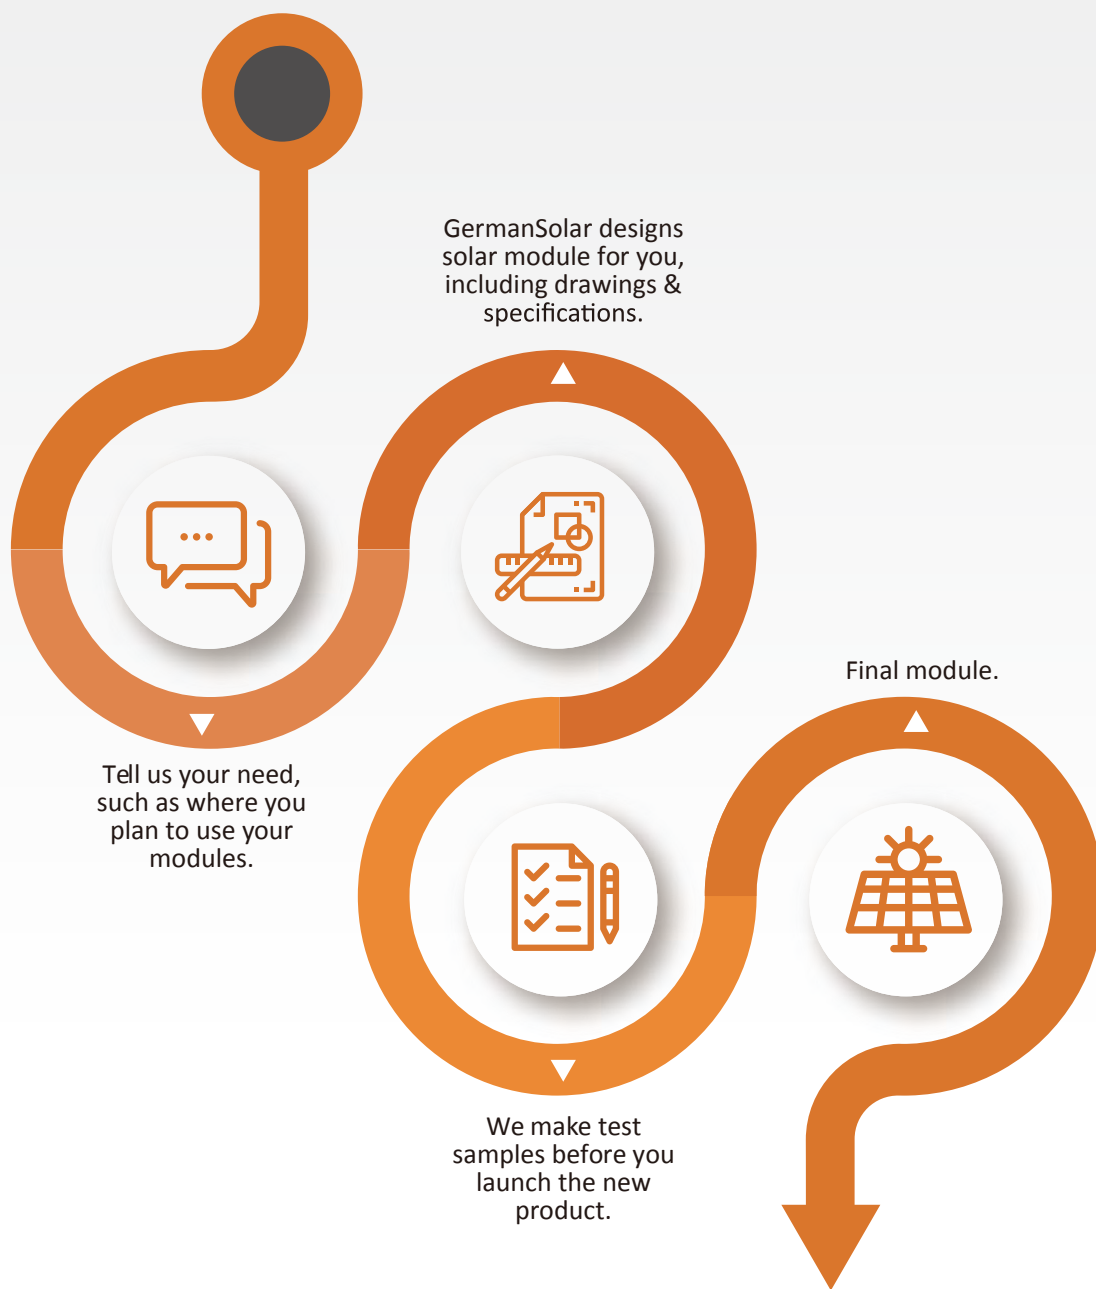 GermanSolar designs
solar module for you,
including drawings &
specifications.
Tell us your need,
such as where you
plan to use your
modules.
Final module.
We make test
samples before you
launch the new
product.